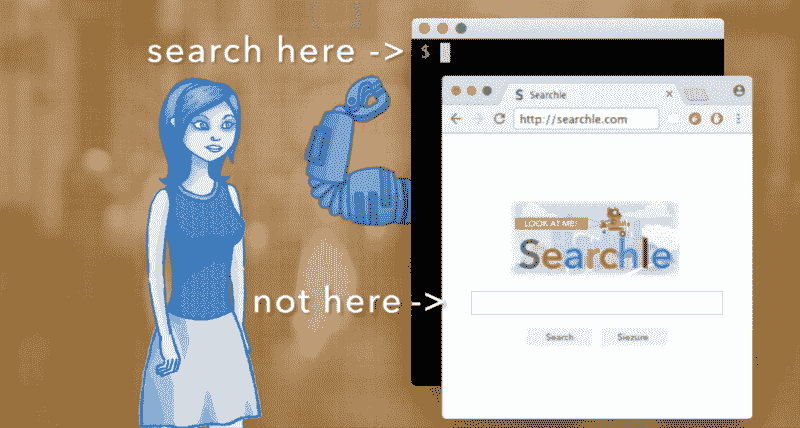 search here ->
$
S Searchle
http://searchle.com
LOOK AT ME!
Searchle
not here ->
Search
Siezure